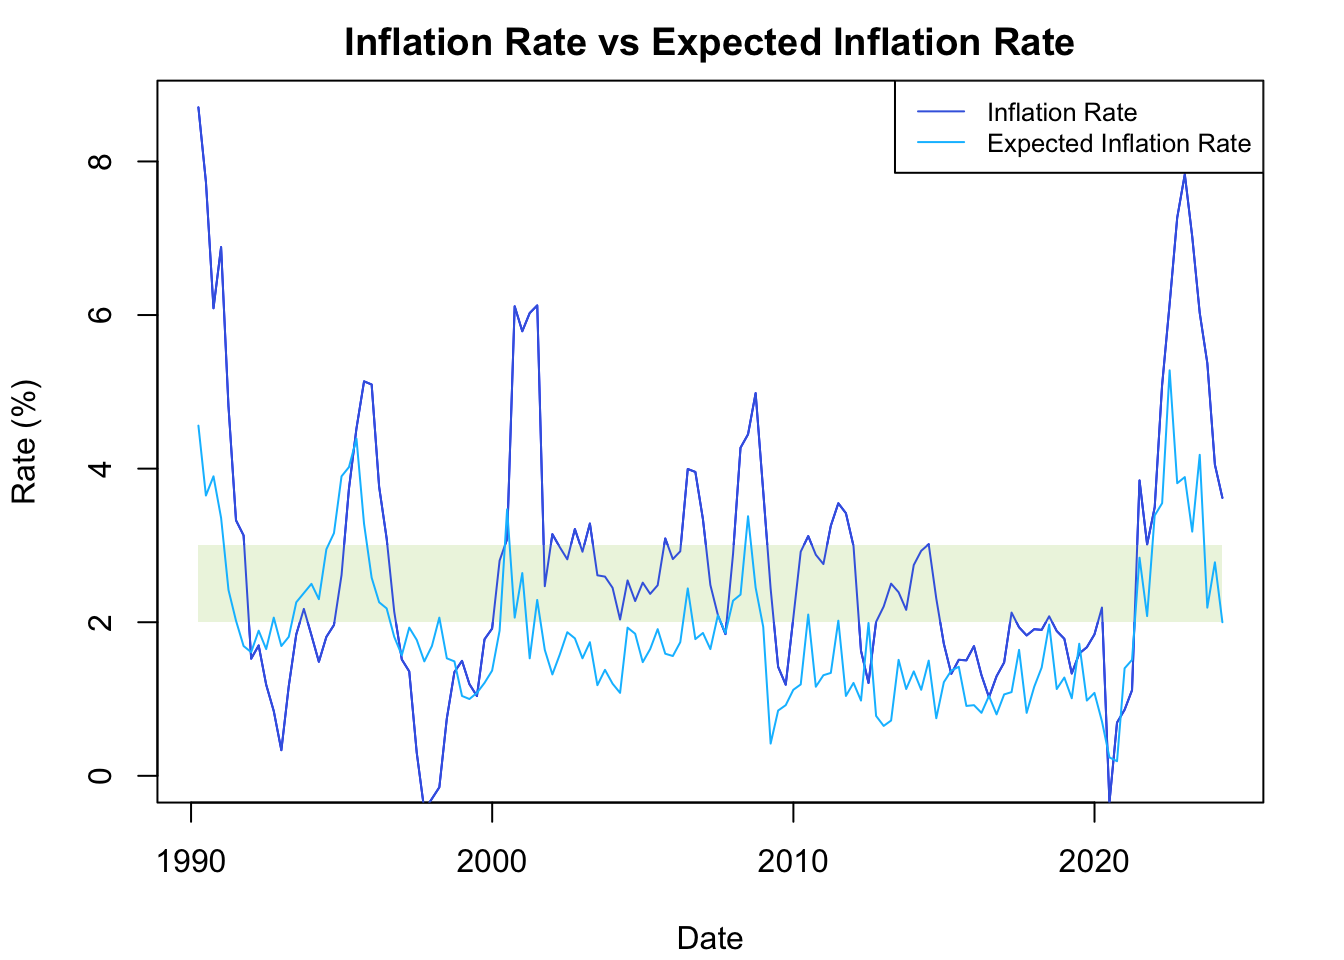 Inflation Rate vs Expected Inflation Rate
Inflation Rate
Expected Inflation Rate
Rate (%)
8
6
4
2
0
1990 2000 2010 2020
Date